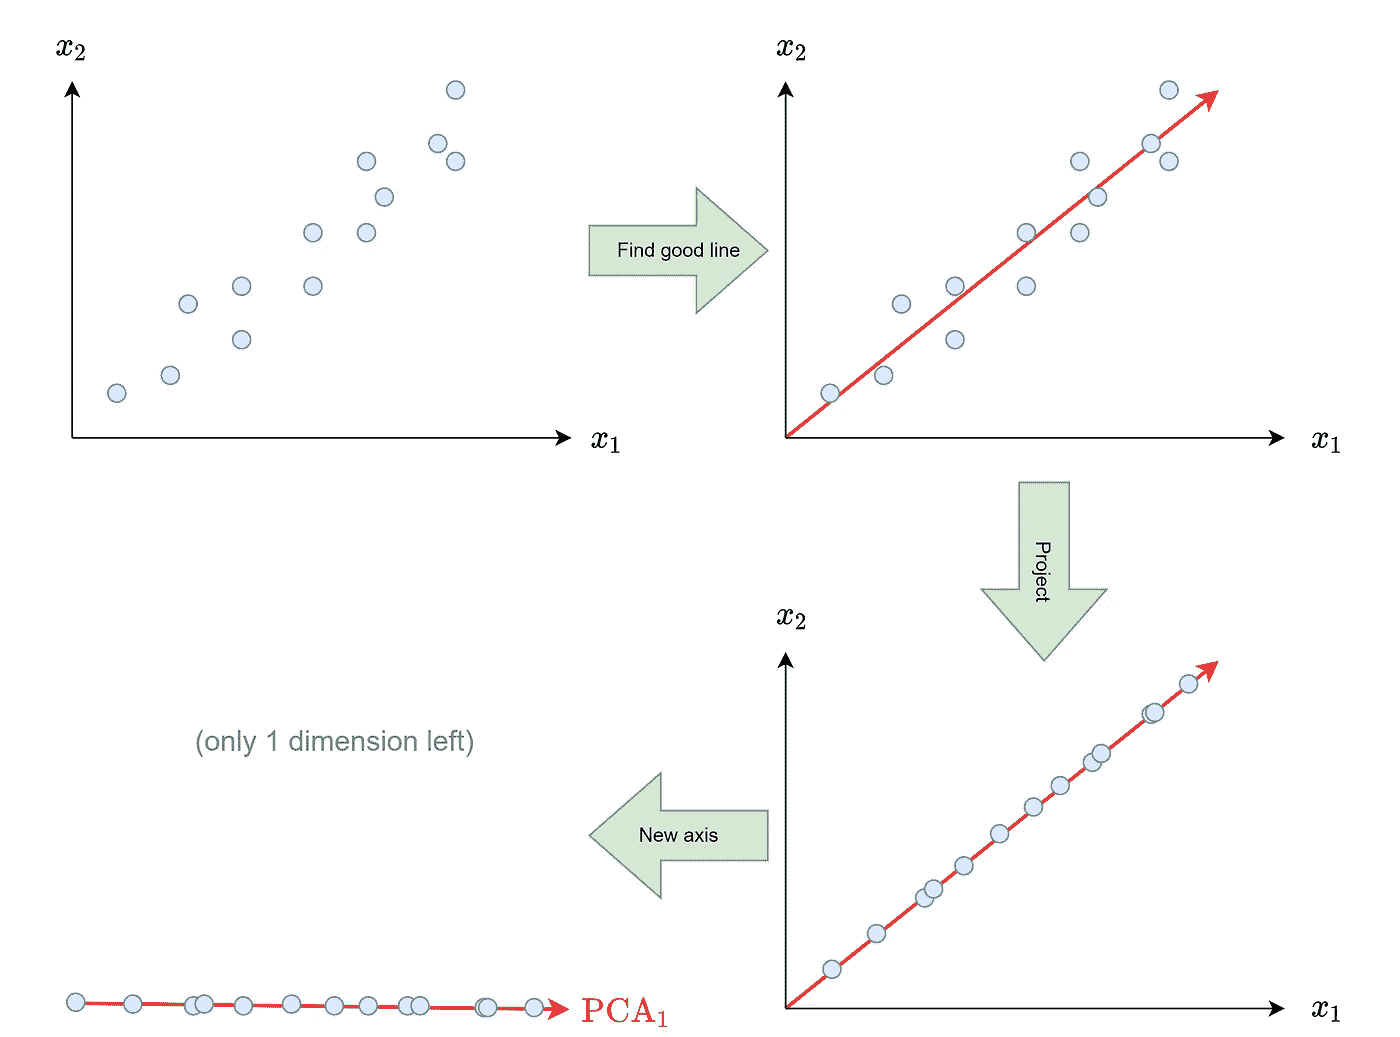 x₂
x₂
Find good line
x₁
x₁
Project
x₂
(only 1 dimension left)
New axis
PCA₁
x₁